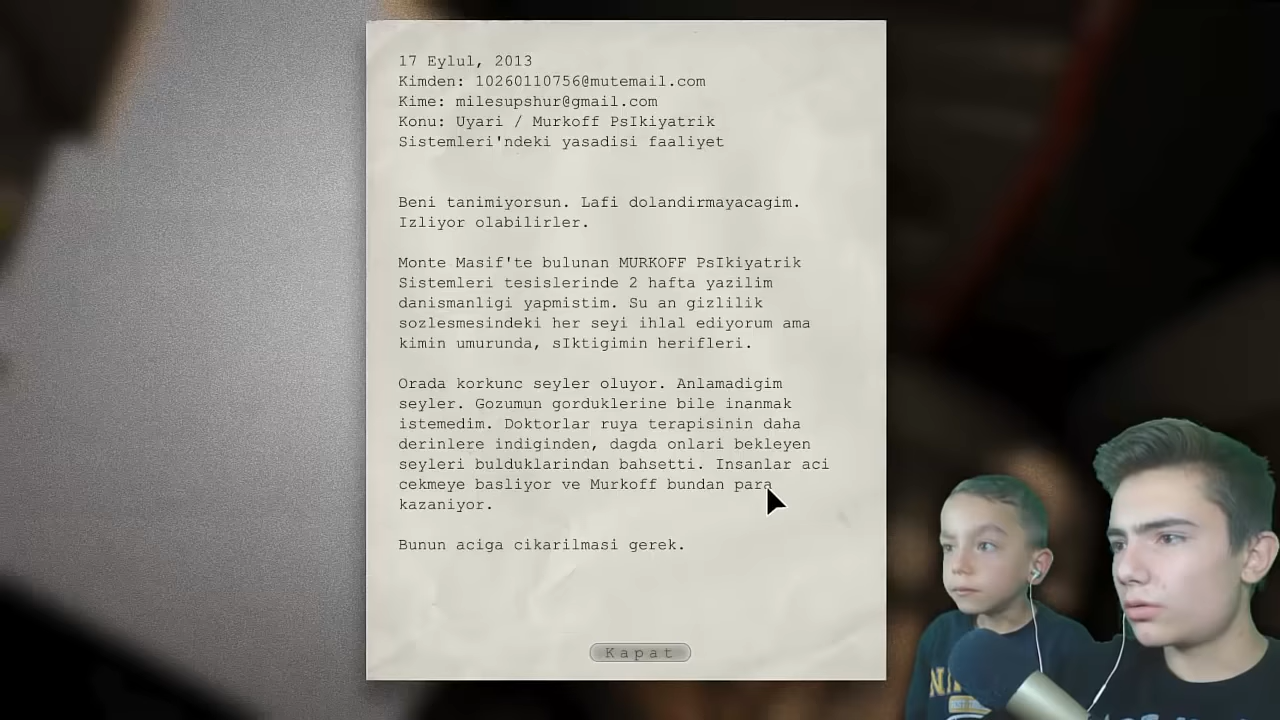 17 Eylul, 2013
Kimden: 10260110756@mutemail.com
Kime: milesupshur@gmail.com
Konu: Uyari / Murkoff PsIkiyatrik
Sistemleri'ndeki yasadisi faaliyet
Beni tanimiyorsun. Lafi dolandirmayacagim.
Izliyor olabilirler.
Monte Masif'te bulunan MURKOFF PsIkiyatrik
Sistemleri tesislerinde 2 hafta yazilim
danismanligi yapmistim. Su an gizlilik
sozlesmesindeki her seyi ihlal ediyorum ama
kimin umurunda, sIktigimin herifleri.
Orada korkunc seyler oluyor. Anlamadigim
seyler. Gozumun gorduklerine bile inanmak
istemedim. Doktorlar ruya terapisinin daha
derinlere indiginden, dagda onlari bekleyen
seyleri bulduklarindan bahsetti. Insanlar aci
cekmeye basliyor ve Murkoff bundan para
kazaniyor.
Bunun aciga cikarilmasi gerek.
Kapat